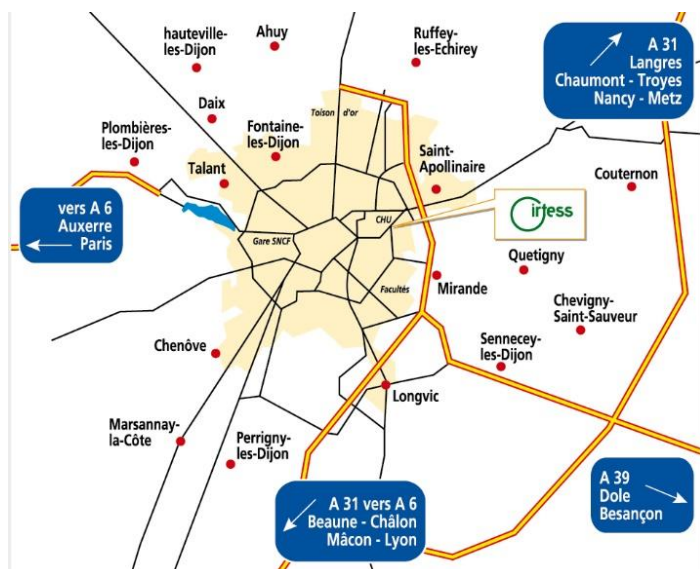 hauteville-
les-Dijon
Ahuy
Ruffey-
les-Echirey
A 31
Langres
Chaumont - Troyes
Nancy - Metz
Daix
Toison d'or
Plombières-
les-Dijon
Fontaine-
les-Dijon
Talant
Saint-
Apollinaire
Couternon
vers A 6
Auxerre
Paris
CHU
irtess
Gare SNCF
Quetigny
Facultés
Mirande
Chevigny-
Saint-Sauveur
Chenôve
Sennecey-
les-Dijon
Longvic
Marsannay-
la-Côte
Perrigny-
les-Dijon
A 31 vers A 6
Beaune - Châlon
Mâcon - Lyon
A 39
Dole
Besançon